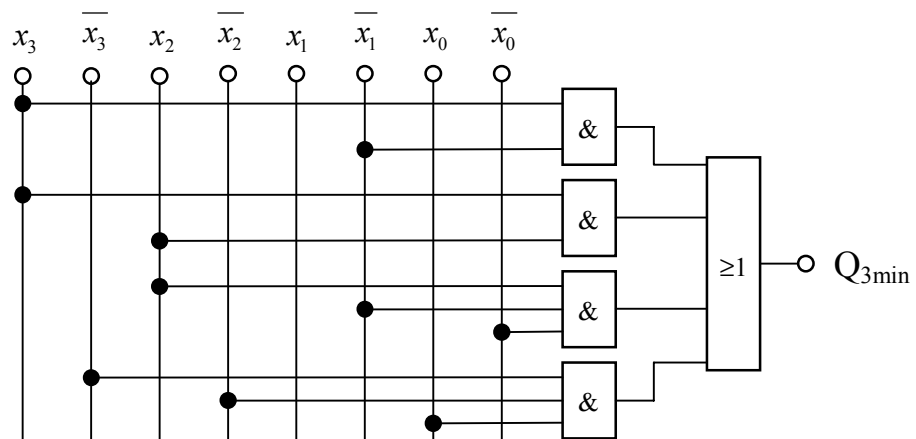 x₃ x̅₃ x₂ x̅₂ x₁ x̅₁ x₀ x̅₀
&
&
≥1 Q₃min
&
&